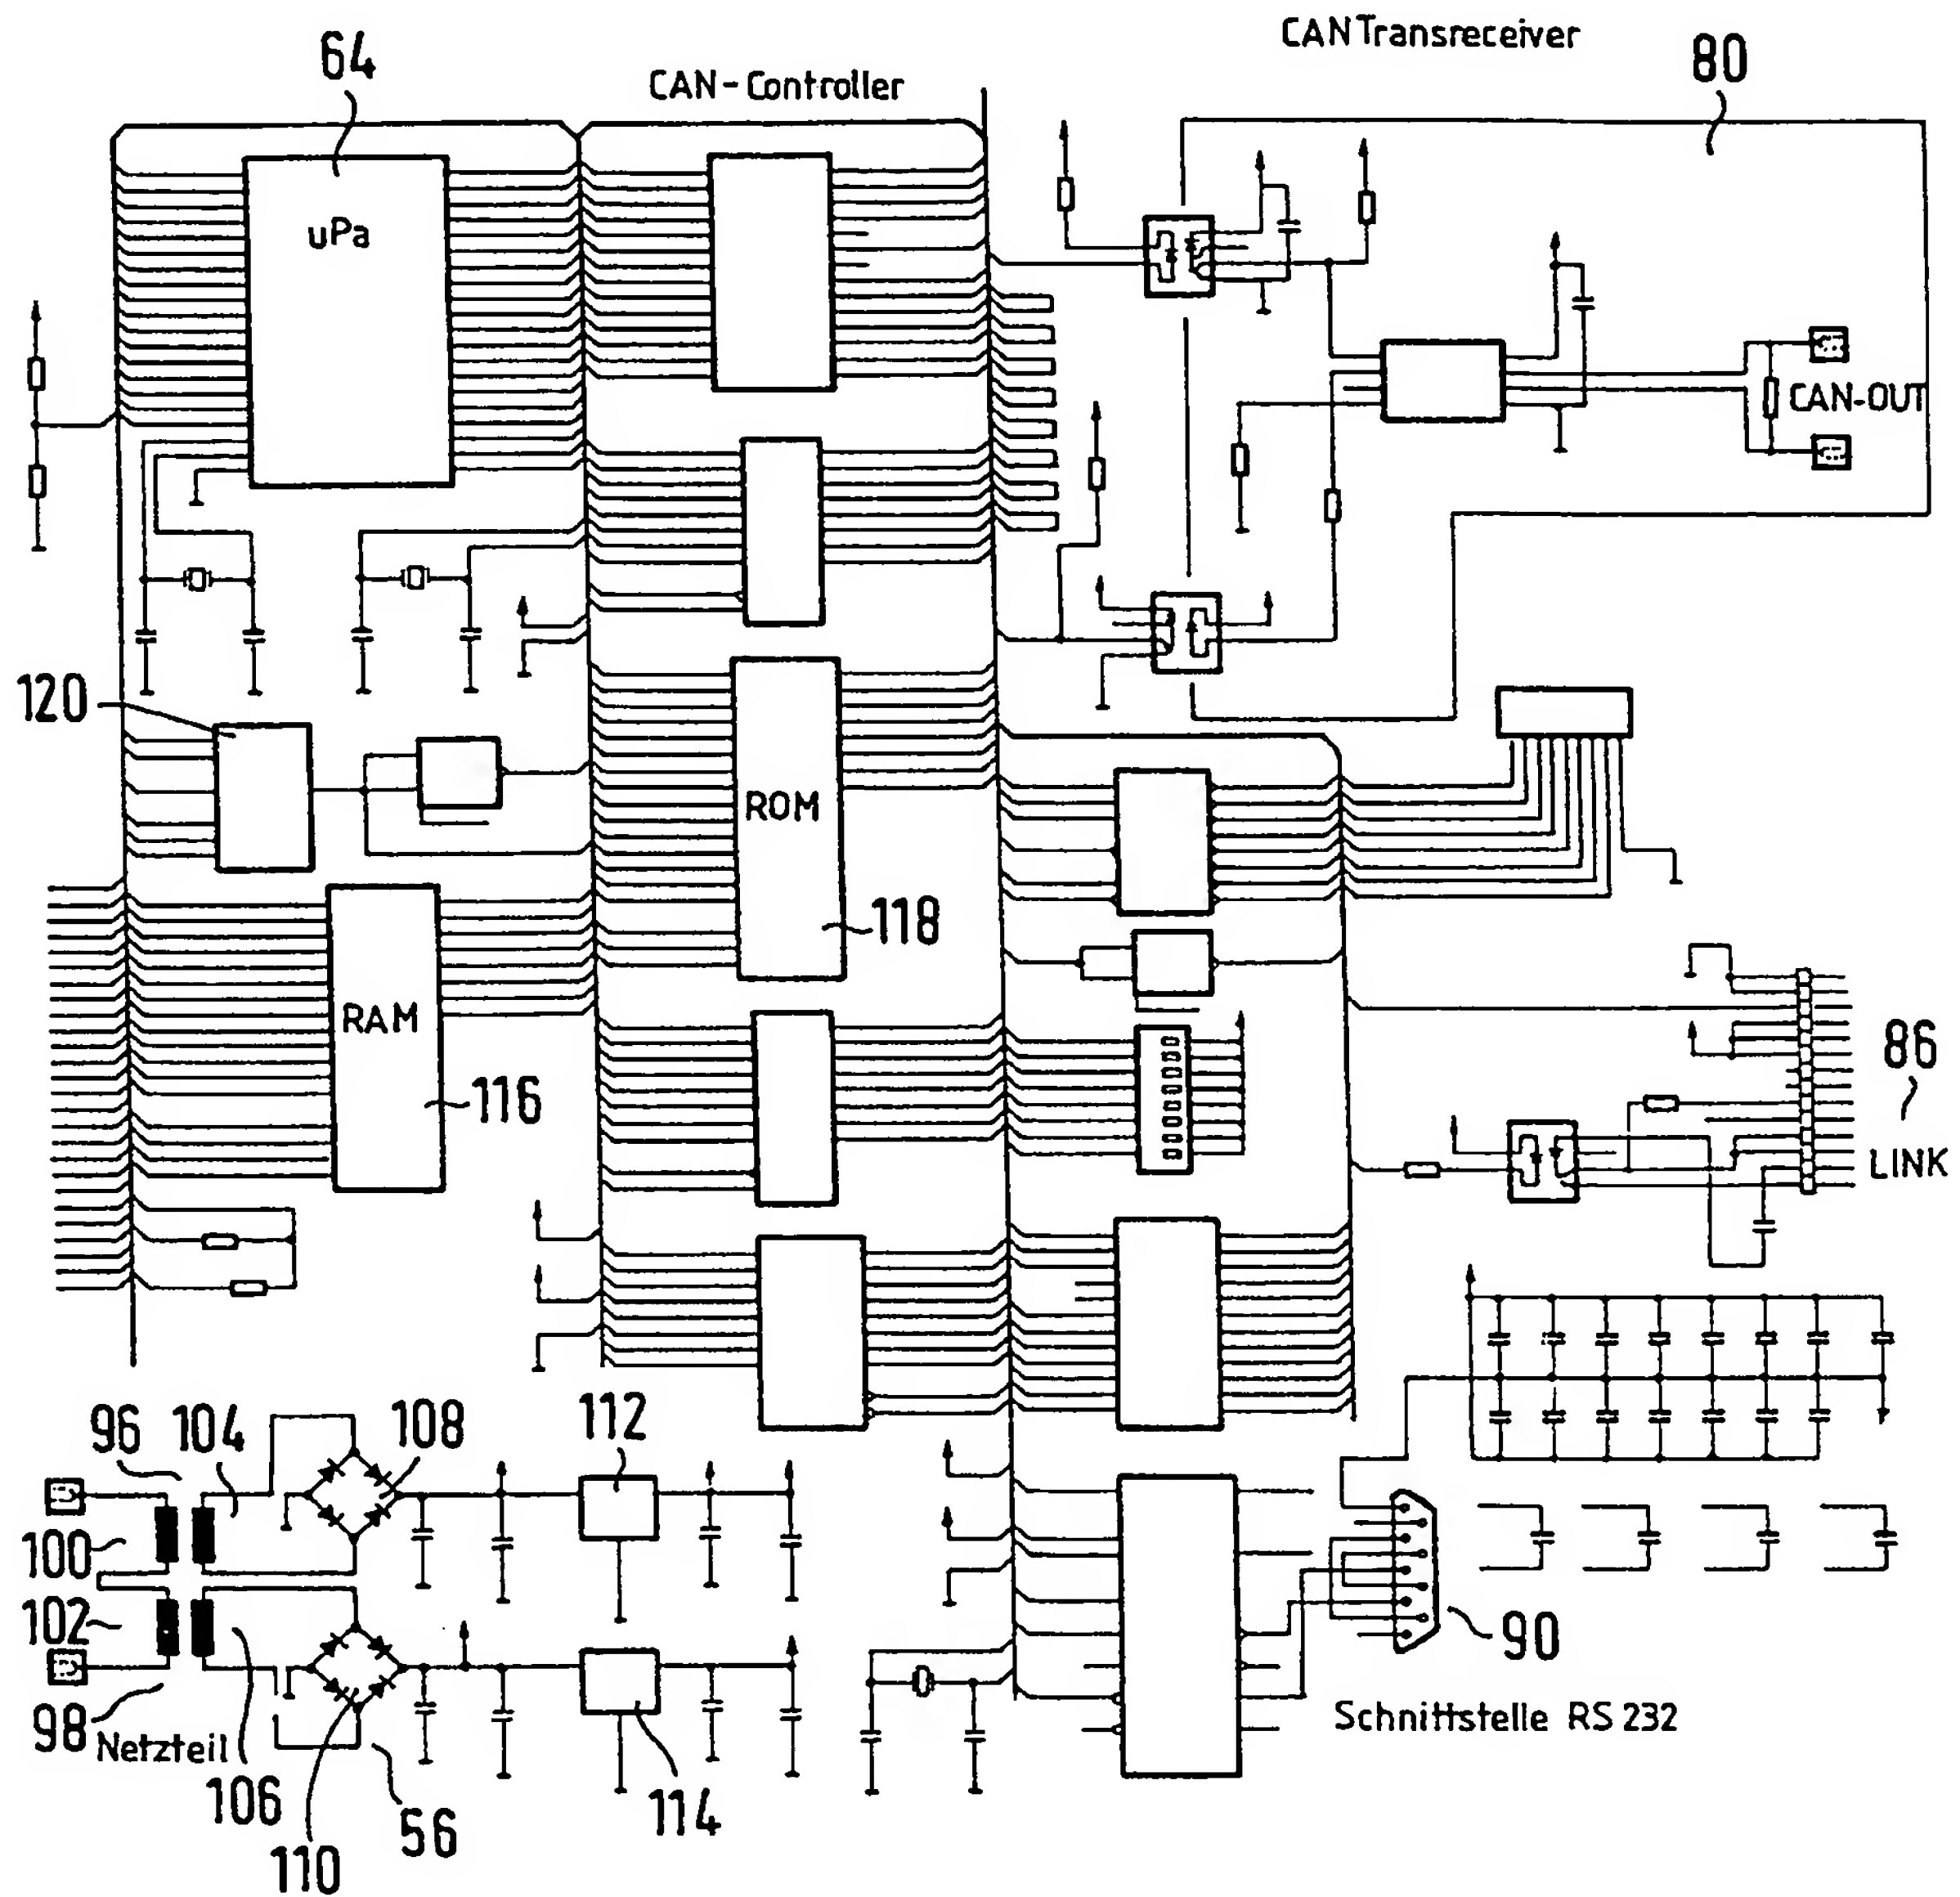 CAN Transreceiver
64
CAN-Controller
80
uPa
CAN-OUT
120
ROM
118
RAM
116
86
LINK
96
104
108
112
100
102
90
98
Netzteil
106
56
110
114
Schnittstelle RS 232